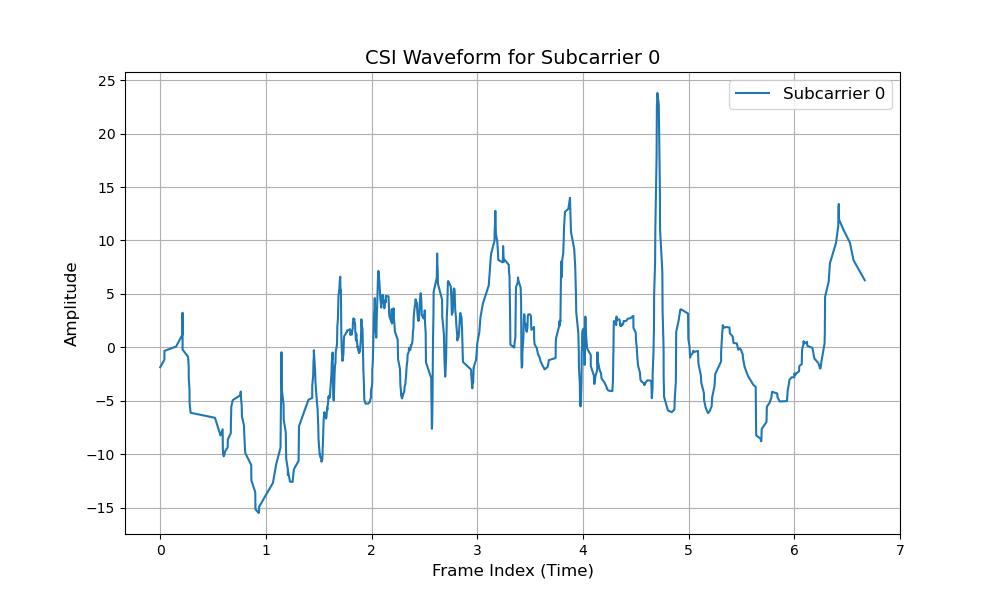 CSI Waveform for Subcarrier 0
Subcarrier 0
Amplitude
25
20
15
10
5
0
−5
−10
−15
0 1 2 3 4 5 6 7
Frame Index (Time)